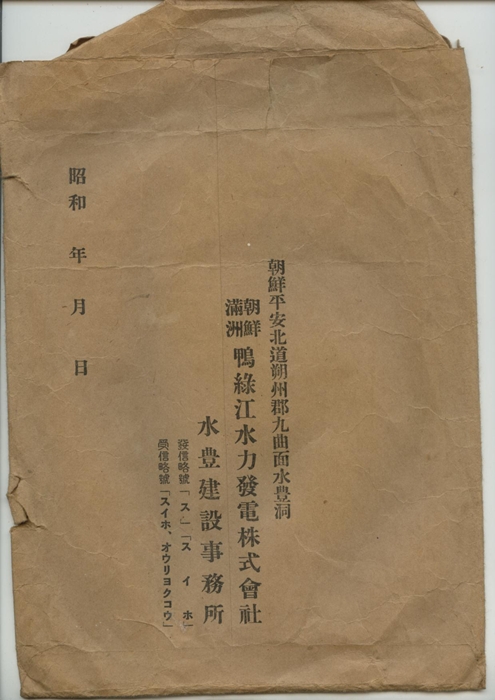 朝鮮平安北道朔州郡九曲面水豊洞
朝鮮
滿洲
鴨綠江水力發電株式會社
水豊建設事務所
發信略號「ス」「スイホ」
受信略號「スイホ、オウリヨクコウ」
昭和 年 月 日